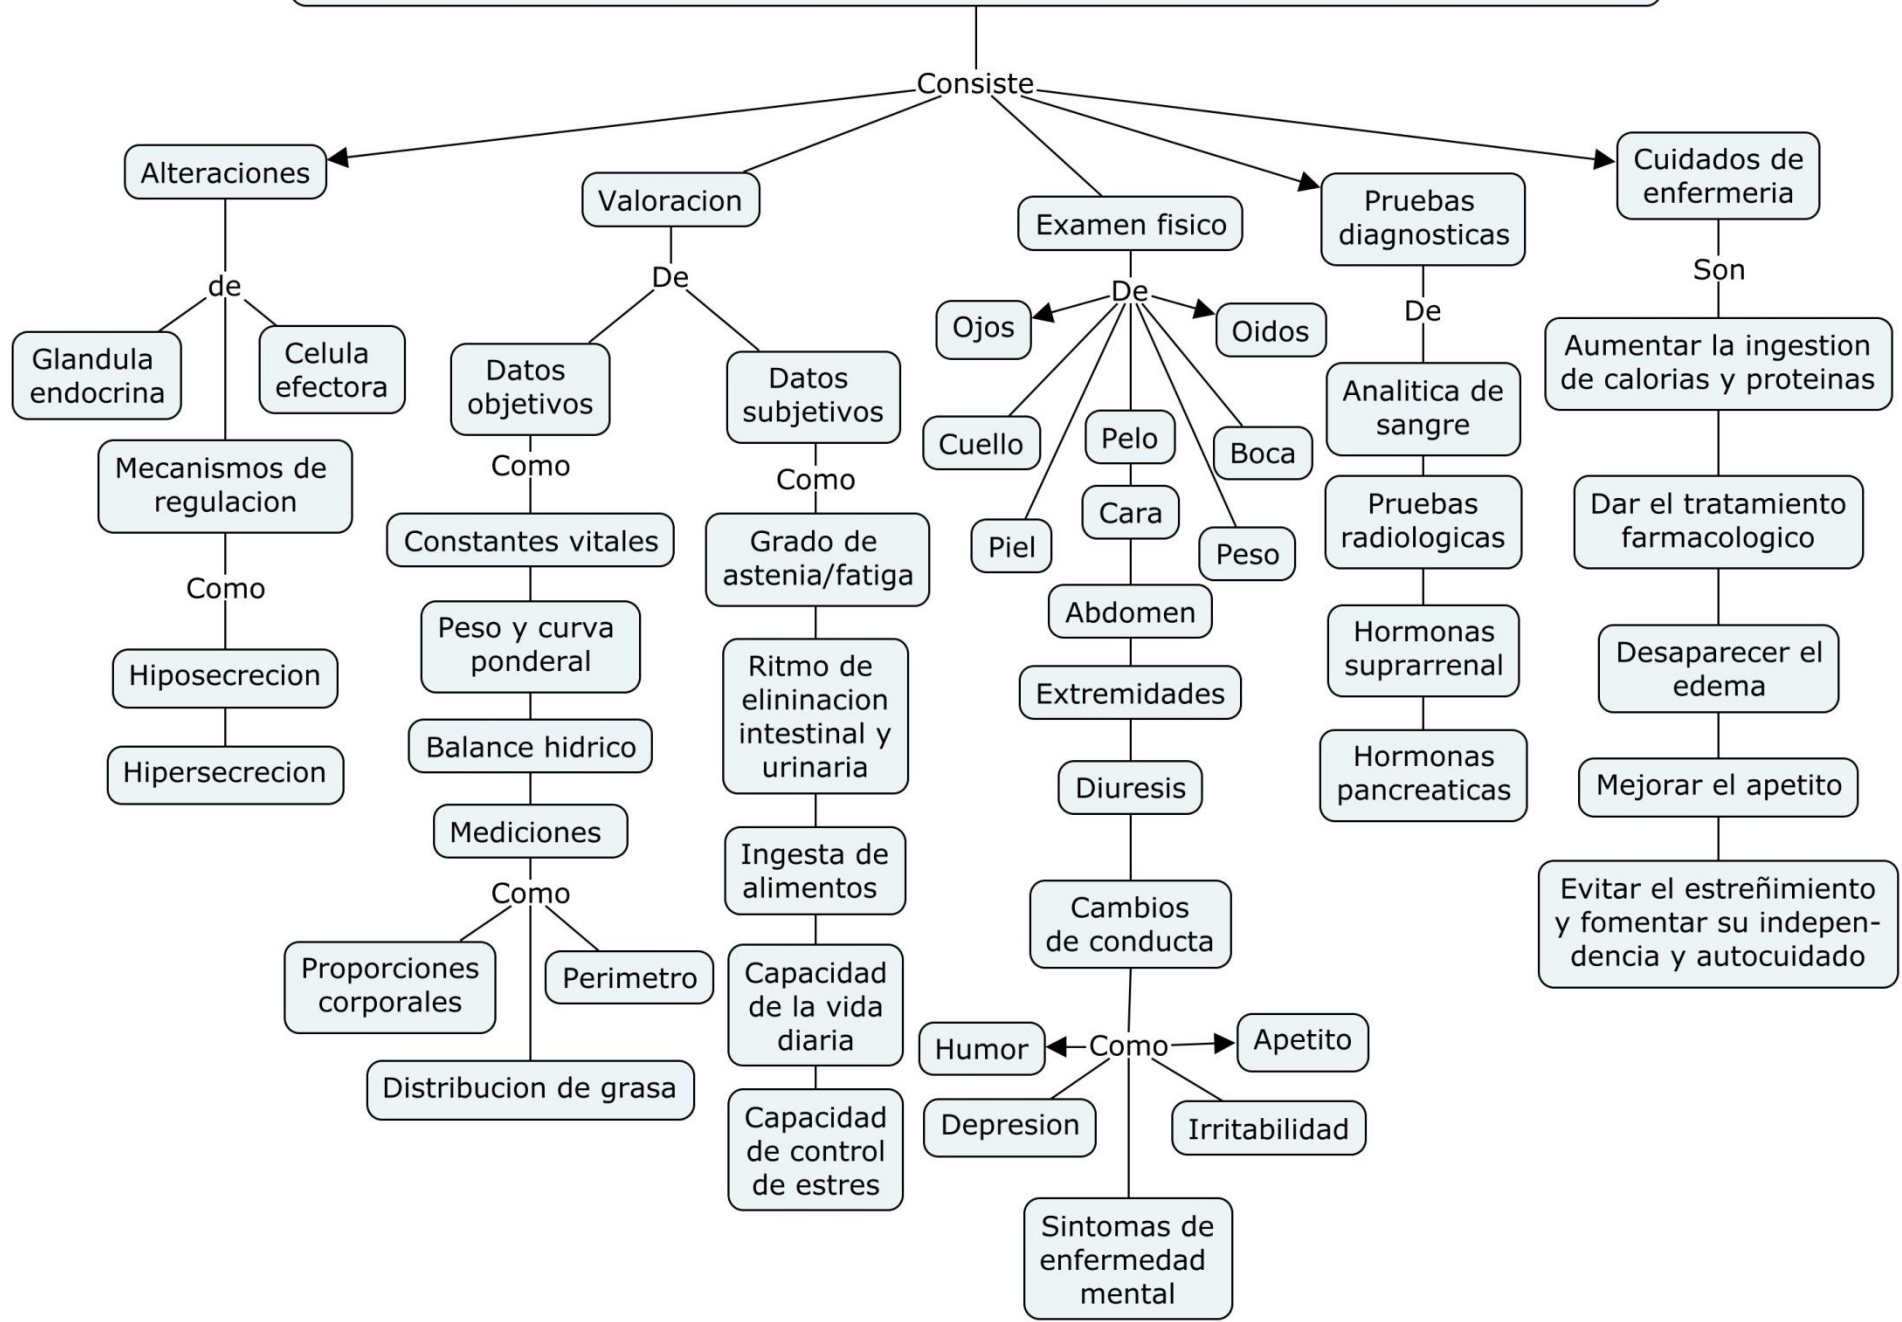 Consiste
Alteraciones
de
Glandula
endocrina
Celula
efectora
Mecanismos de
regulacion
Como
Hiposecrecion
Hipersecrecion
Valoracion
De
Datos
objetivos
Como
Constantes vitales
Peso y curva
ponderal
Balance hidrico
Mediciones
Como
Proporciones
corporales
Perimetro
Distribucion de grasa
Datos
subjetivos
Como
Grado de
astenia/fatiga
Ritmo de
elininacion
intestinal y
urinaria
Ingesta de
alimentos
Capacidad
de la vida
diaria
Capacidad
de control
de estres
Examen fisico
De
Ojos
Oidos
Cuello
Pelo
Boca
Cara
Piel
Peso
Abdomen
Extremidades
Diuresis
Cambios
de conducta
Como
Humor
Apetito
Depresion
Irritabilidad
Sintomas de
enfermedad
mental
Pruebas
diagnosticas
De
Analitica de
sangre
Pruebas
radiologicas
Hormonas
suprarrenal
Hormonas
pancreaticas
Cuidados de
enfermeria
Son
Aumentar la ingestion
de calorias y proteinas
Dar el tratamiento
farmacologico
Desaparecer el
edema
Mejorar el apetito
Evitar el estreñimiento
y fomentar su indepen-
dencia y autocuidado